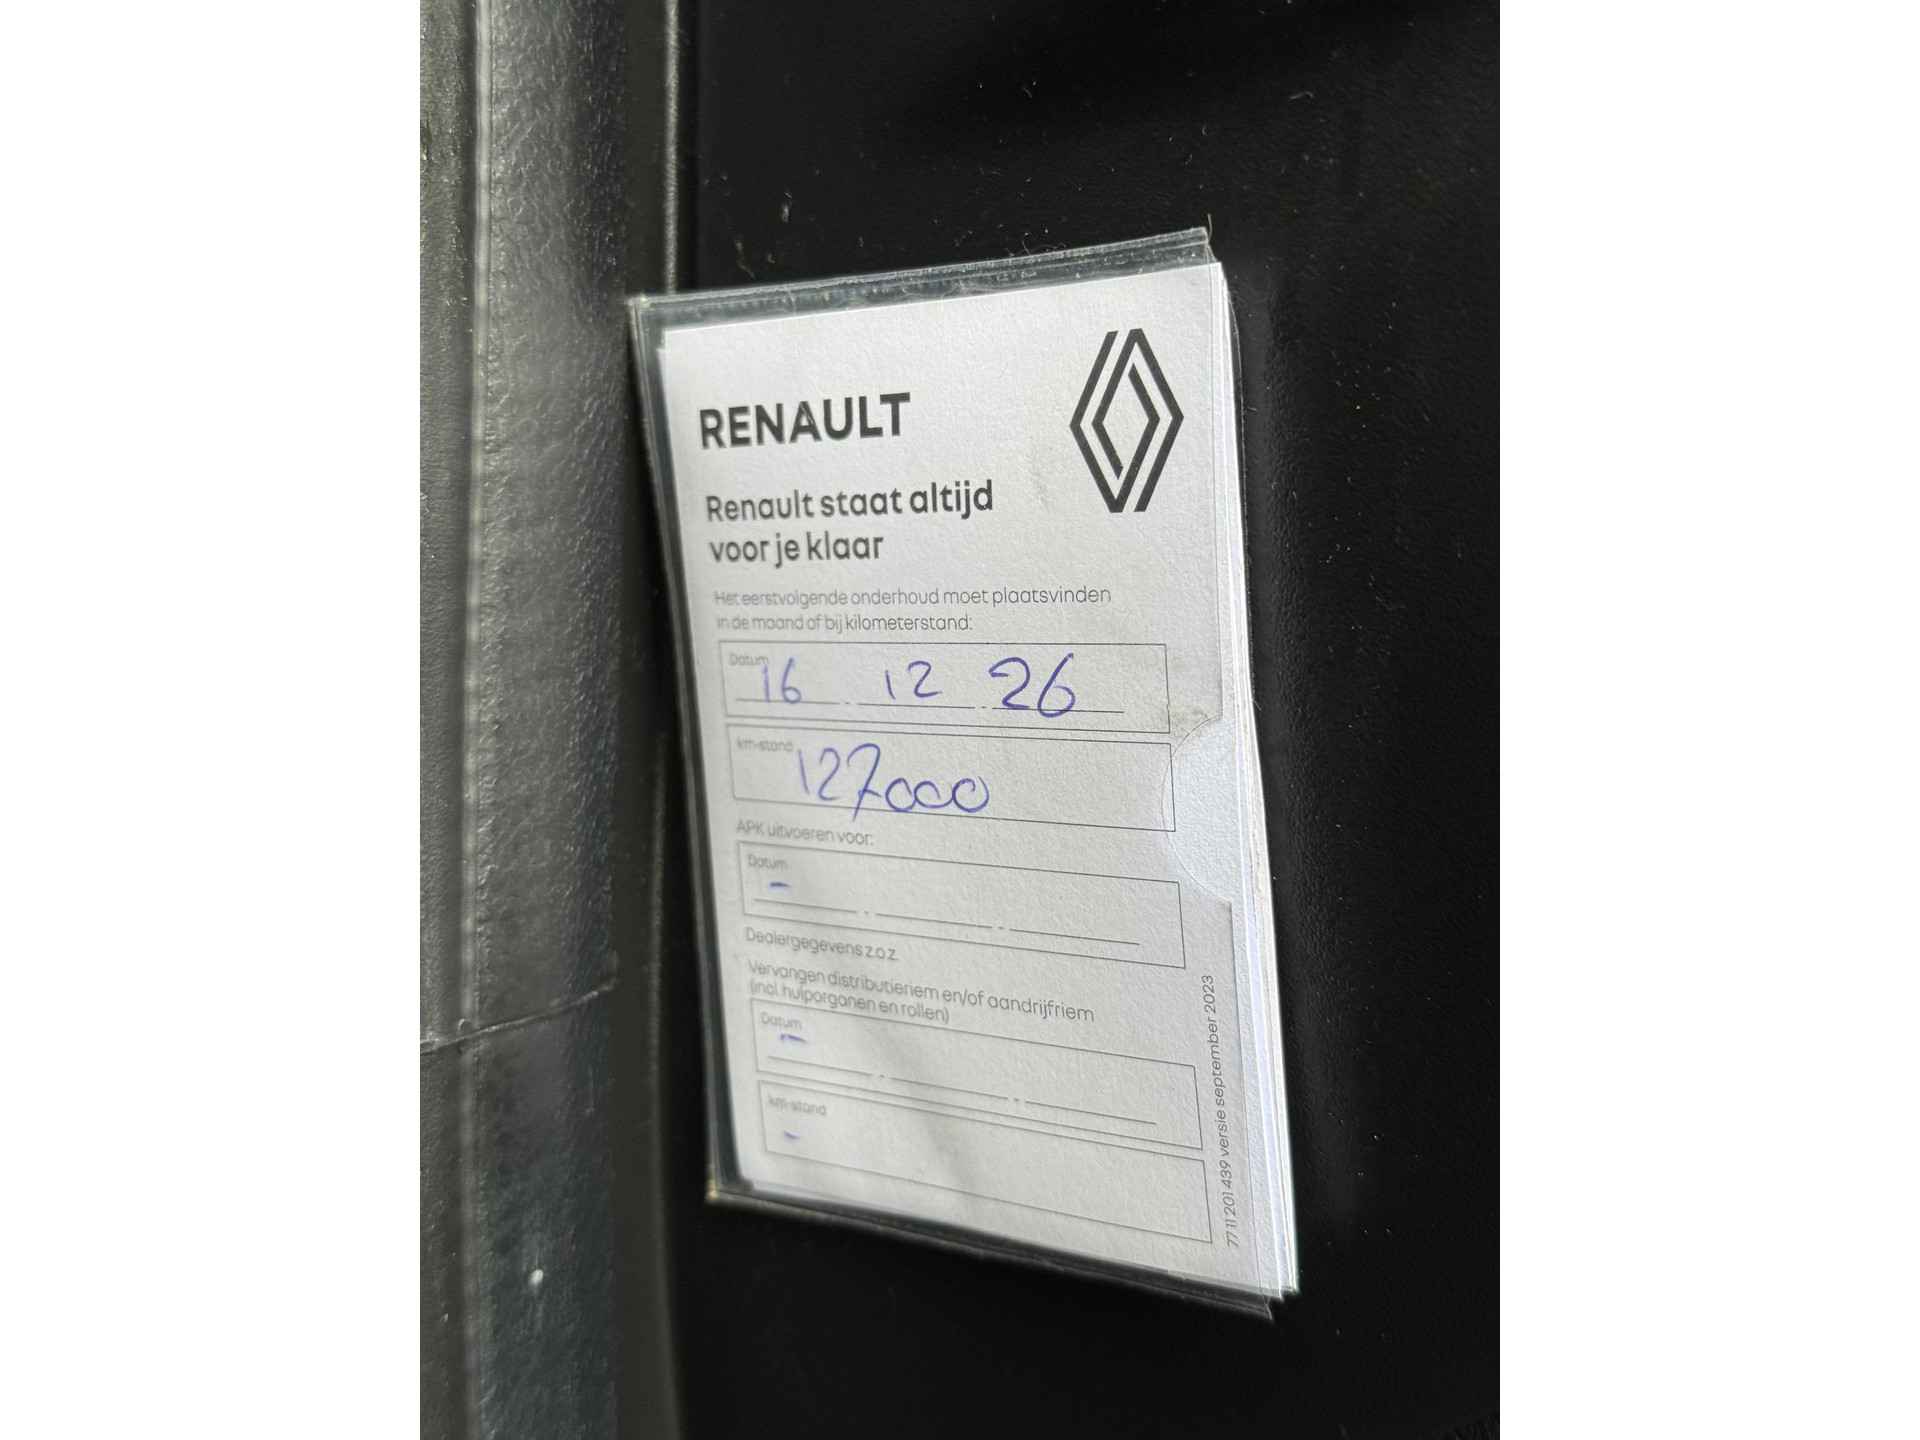 RENAULT
Renault staat altijd
voor je klaar
Het eerstvolgende onderhoud moet plaatsvinden
in de maand of bij kilometerstand:
Datum
16 12 26
km-stand
127000
APK uitvoeren voor:
Datum
-
Dealergegevens z.o.z.
Vervangen distributieriem en/of aandrijfriem
(incl. hulporganen en rollen)
Datum
-
km-stand
-
77 11 201 439 versie september 2023